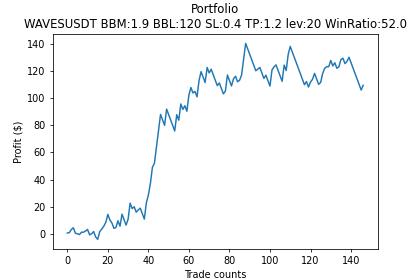 Portfolio
WAVESUSDT BBM:1.9 BBL:120 SL:0.4 TP:1.2 lev:20 WinRatio:52.0
140
120
100
80
60
40
20
0
Profit ($)
0 20 40 60 80 100 120 140
Trade counts